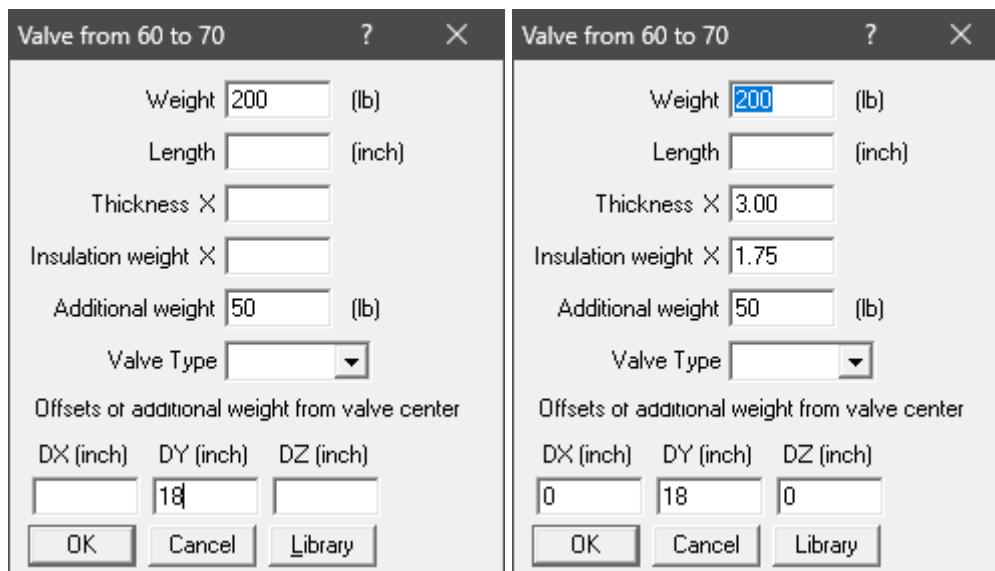 Valve from 60 to 70 ?
Weight 200 (lb)
Length (inch)
Thickness X
Insulation weight X
Additional weight 50 (lb)
Valve Type
Offsets of additional weight from valve center
DX (inch) DY (inch) DZ (inch)
18
OK Cancel Library
Valve from 60 to 70 ?
Weight 200 (lb)
Length (inch)
Thickness X 3.00
Insulation weight X 1.75
Additional weight 50 (lb)
Valve Type
Offsets of additional weight from valve center
DX (inch) DY (inch) DZ (inch)
0 18 0
OK Cancel Library